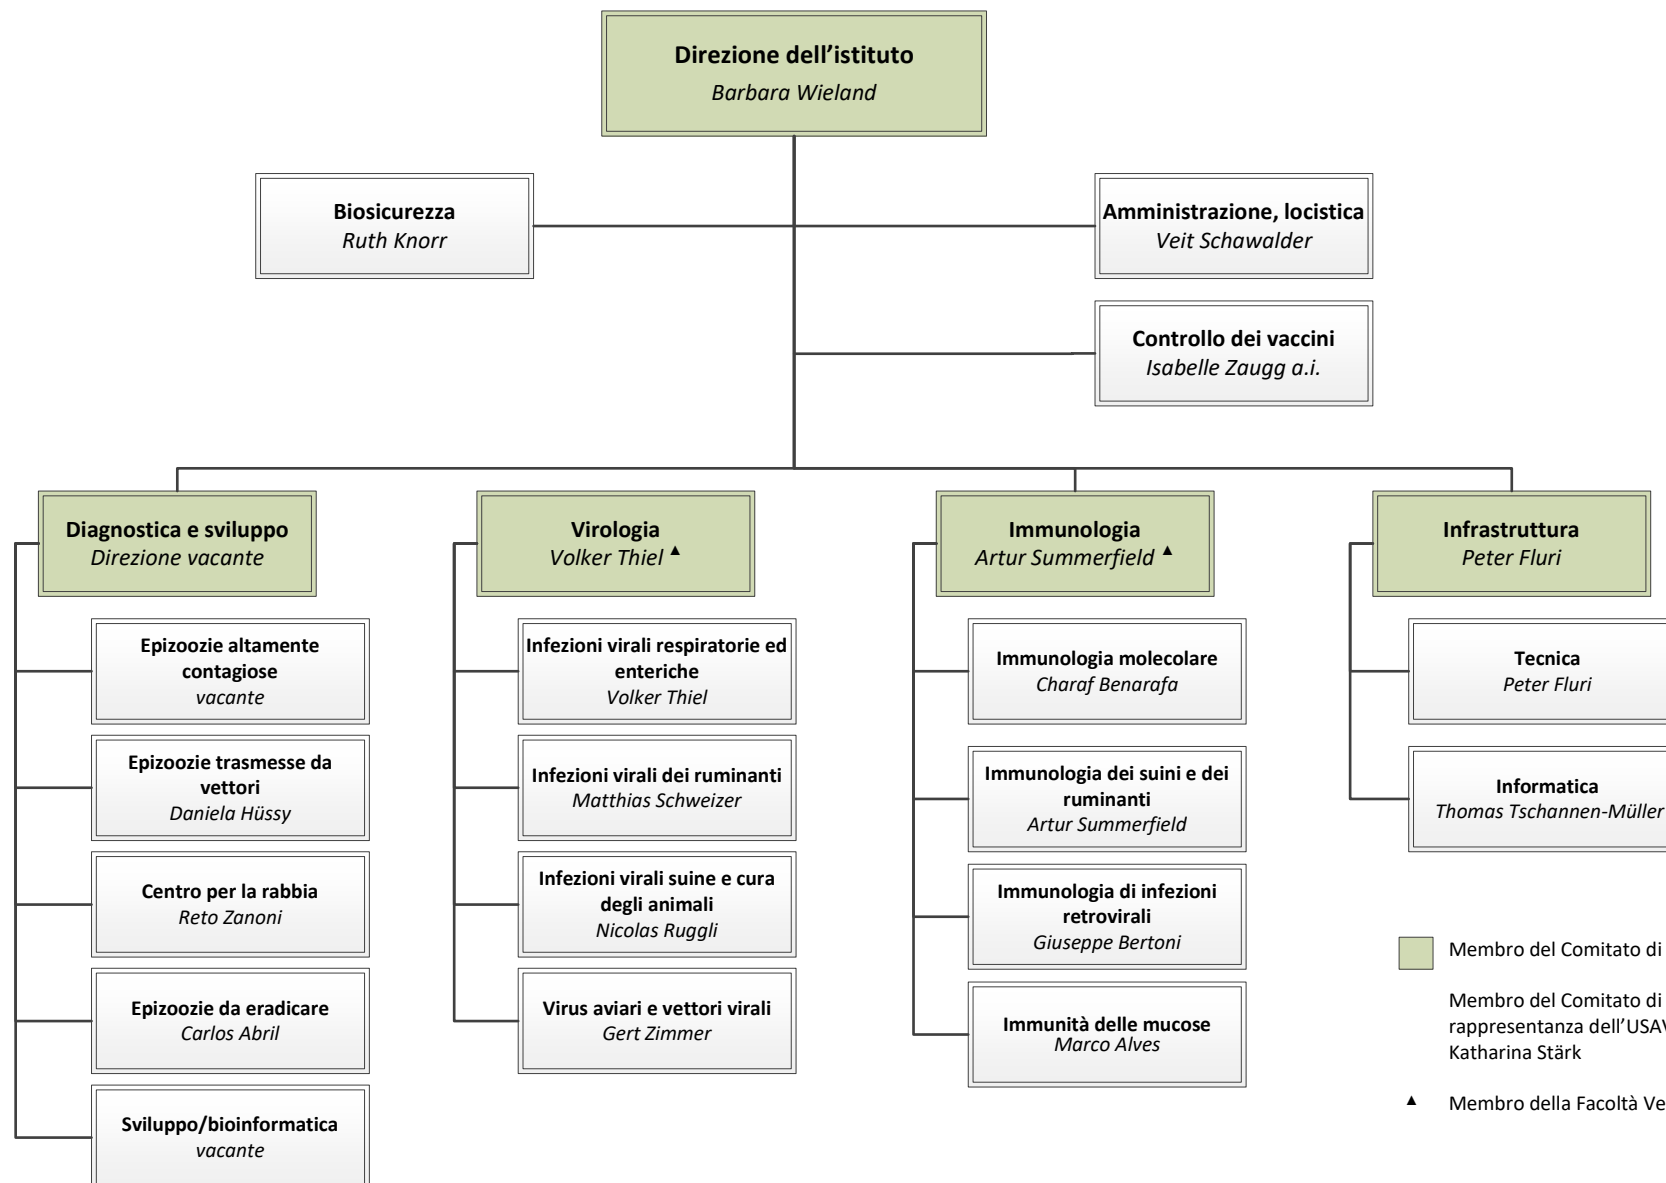 Direzione dell’istituto
Barbara Wieland
Biosicurezza
Ruth Knorr
Amministrazione, locistica
Veit Schawalder
Controllo dei vaccini
Isabelle Zaugg a.i.
Diagnostica e sviluppo
Direzione vacante
Epizoozie altamente
contagiose
vacante
Epizoozie trasmesse da
vettori
Daniela Hüssy
Centro per la rabbia
Reto Zanoni
Epizoozie da eradicare
Carlos Abril
Sviluppo/bioinformatica
vacante
Virologia
Volker Thiel ▲
Infezioni virali respiratorie ed
enteriche
Volker Thiel
Infezioni virali dei ruminanti
Matthias Schweizer
Infezioni virali suine e cura
degli animali
Nicolas Ruggli
Virus aviari e vettori virali
Gert Zimmer
Immunologia
Artur Summerfield ▲
Immunologia molecolare
Charaf Benarafa
Immunologia dei suini e dei
ruminanti
Artur Summerfield
Immunologia di infezioni
retrovirali
Giuseppe Bertoni
Immunità delle mucose
Marco Alves
Infrastruttura
Peter Fluri
Tecnica
Peter Fluri
Informatica
Thomas Tschannen-Müller
Membro del Comitato di
Membro del Comitato di
rappresentanza dell’USAV
Katharina Stärk
▲ Membro della Facoltà Ve